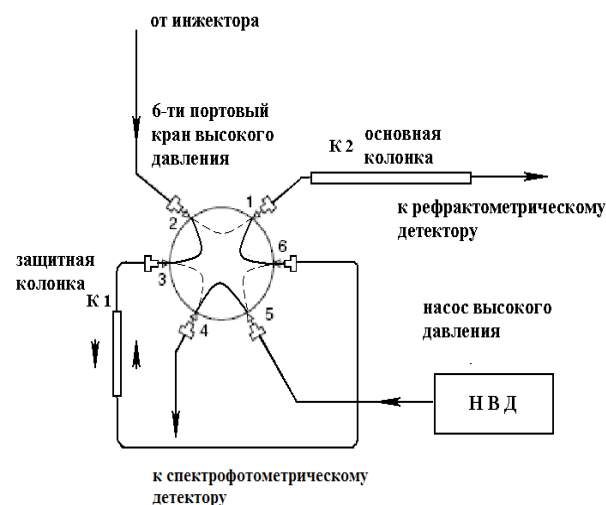 от инжектора
6-ти портовый
кран высокого
давления
К 2
основная
колонка
к рефрактометрическому
детектору
1
2
6
3
5
4
защитная
колонка
К 1
насос высокого
давления
Н В Д
к спектрофотометрическому
детектору